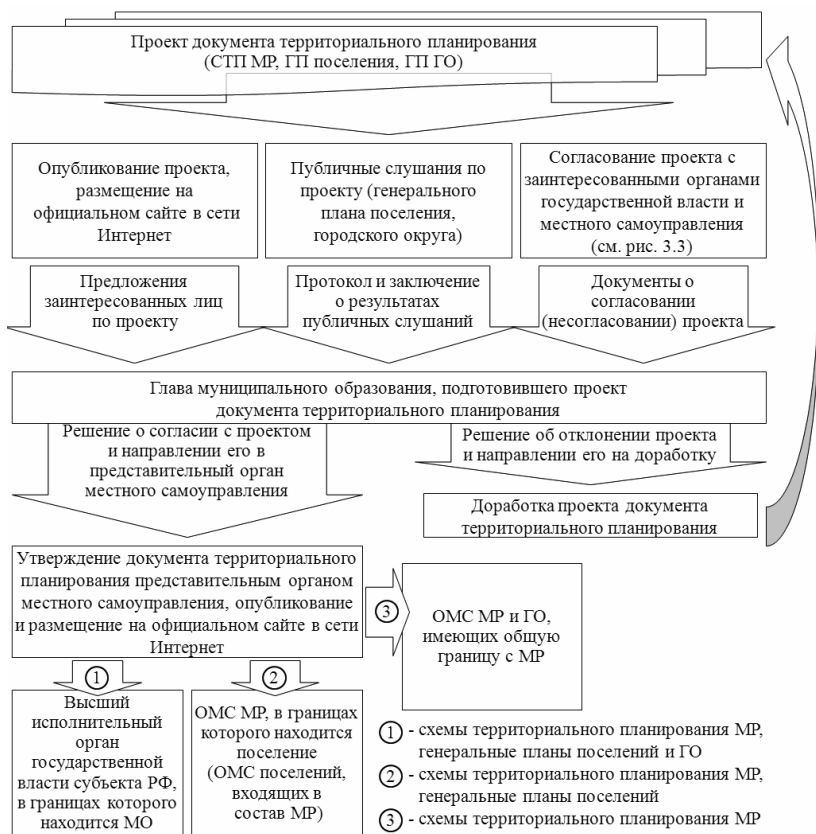 Проект документа территориального планирования
(СТП МР, ГП поселения, ГП ГО)
Опубликование проекта,
размещение на
официальном сайте в сети
Интернет
Публичные слушания по
проекту (генерального
плана поселения,
городского округа)
Согласование проекта с
заинтересованными органами
государственной власти и
местного самоуправления
(см. рис. 3.3)
Предложения
заинтересованных лиц
по проекту
Протокол и заключение
о результатах
публичных слушаний
Документы о
согласовании
(несогласовании) проекта
Глава муниципального образования, подготовившего проект
документа территориального планирования
Решение о согласии с проектом
и направлении его в
представительный орган
местного самоуправления
Решение об отклонении проекта
и направлении его на доработку
Доработка проекта документа
территориального планирования
Утверждение документа территориального
планирования представительным органом
местного самоуправления, опубликование
и размещение на официальном сайте в сети
Интернет
3
ОМС МР и ГО,
имеющих общую
границу с МР
1
2
Высший
исполнительный
орган
государственной
власти субъекта РФ,
в границах которого
находится МО
ОМС МР, в границах
которого находится
поселение
(ОМС поселений,
входящих в
состав МР)
1 - схемы территориального планирования МР,
генеральные планы поселений и ГО
2 - схемы территориального планирования МР,
генеральные планы поселений
3 - схемы территориального планирования МР